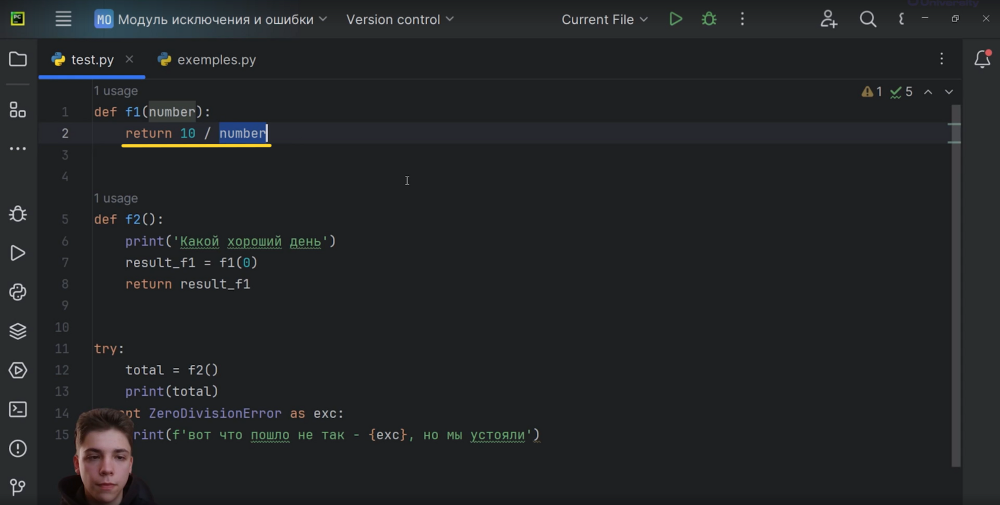 PC
MO Модуль исключения и ошибки Version control Current File
University
test.py exemples.py
1 usage 1 5
1 def f1(number):
2 return 10 / number
3
4
1 usage
5 def f2():
6 print('Какой хороший день')
7 result_f1 = f1(0)
8 return result_f1
9
10
11 try:
12 total = f2()
13 print(total)
14 pt ZeroDivisionError as exc:
15 rint(f'вот что пошло не так - {exc}, но мы устояли')